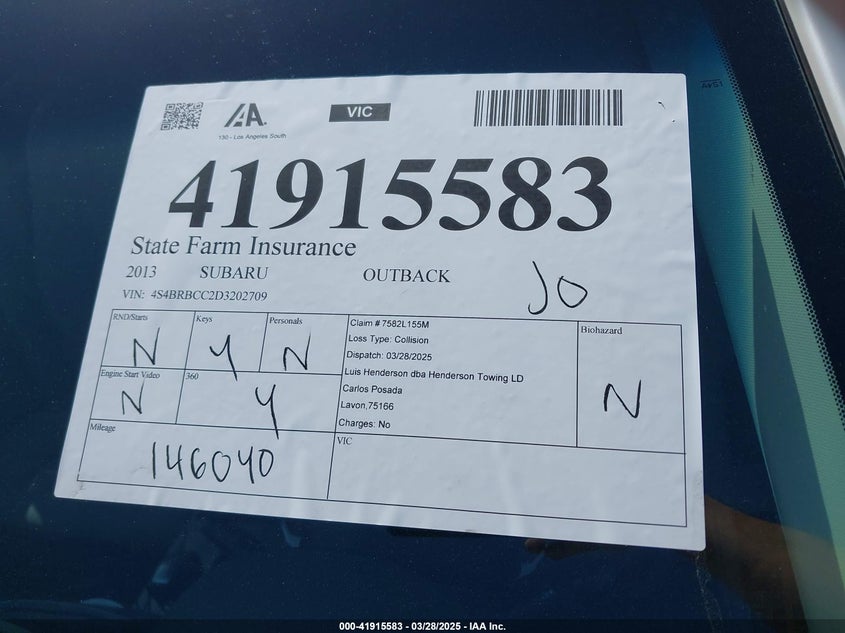 IAA.
VIC
130 - Los Angeles South
41915583
State Farm Insurance
2013 SUBARU OUTBACK
JO
VIN: 4S4BRBCC2D3202709
RND/Starts
N
Keys
Y
Personals
N
Claim # 7582L155M
Loss Type: Collision
Dispatch: 03/28/2025
Luis Henderson dba Henderson Towing LD
Carlos Posada
Lavon,75166
Charges: No
Biohazard
N
Engine Start Video
N
360
Y
Mileage
146040
VIC
000-41915583 - 03/28/2025 - IAA Inc.